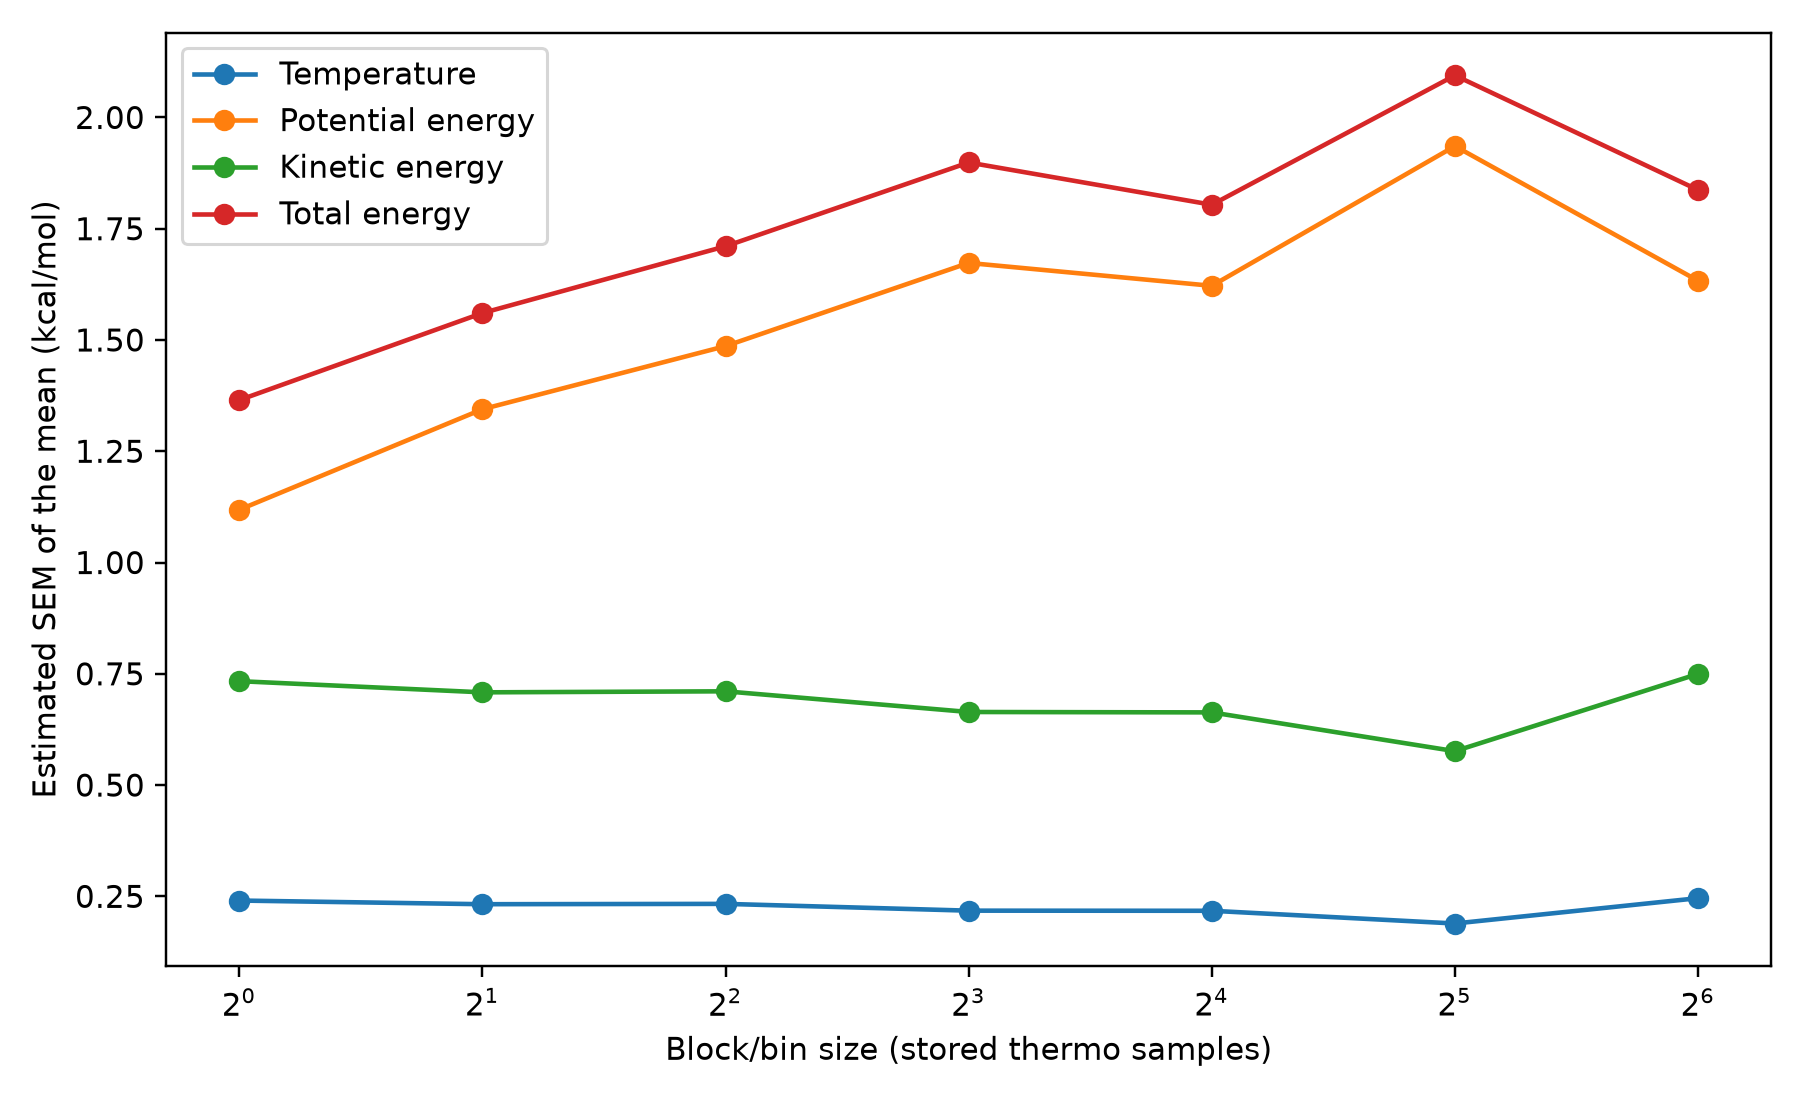 Temperature
Potential energy
Kinetic energy
Total energy
Estimated SEM of the mean (kcal/mol)
2.00
1.75
1.50
1.25
1.00
0.75
0.50
0.25
2⁰ 2¹ 2² 2³ 2⁴ 2⁵ 2⁶
Block/bin size (stored thermo samples)